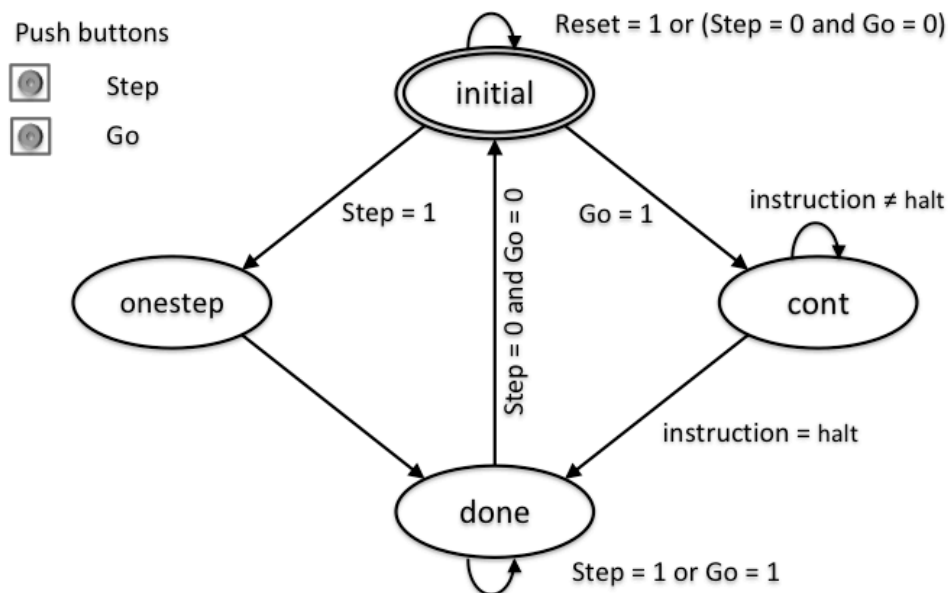 Reset = 1 or (Step = 0 and Go = 0)
Push buttons
Step
Go
initial
Step = 1
Step = 0 and Go = 0
Go = 1
instruction ≠ halt
onestep
cont
instruction = halt
done
Step = 1 or Go = 1